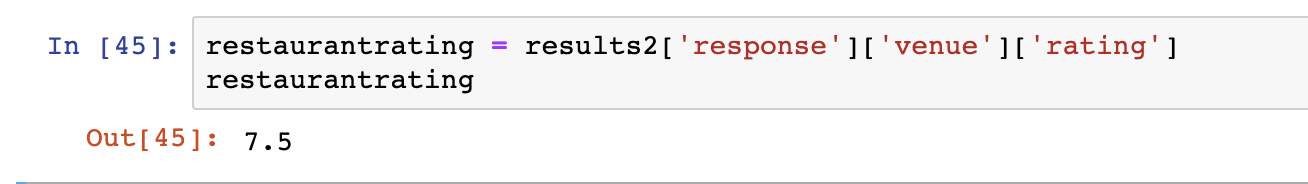 In [45]: restaurantrating = results2['response']['venue']['rating']
restaurantrating
Out[45]: 7.5